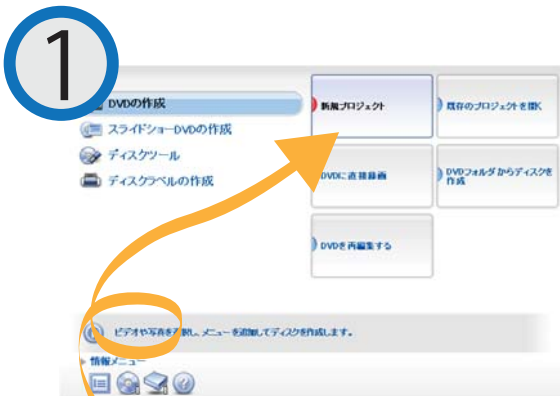 1
DVDの作成
スライドショーDVDの作成
ディスクツール
ディスクラベルの作成
新規プロジェクト
既存のプロジェクトを開く
DVDに直接録画
DVDフォルダからディスクを
作成
DVDを再編集する
ビデオや写真を選択し、メニューを追加してディスクを作成します。
情報メニュー